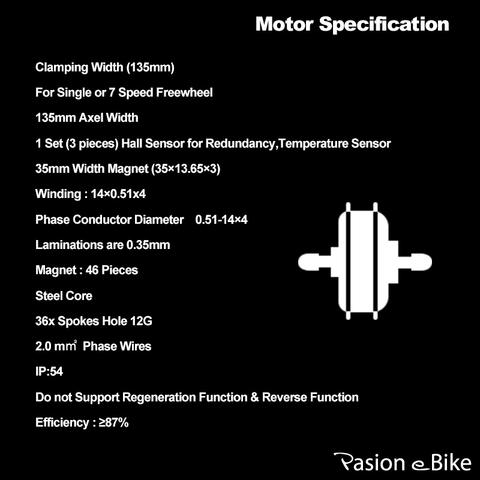 Motor Specification
Clamping Width (135mm)
For Single or 7 Speed Freewheel
135mm Axel Width
1 Set (3 pieces) Hall Sensor for Redundancy,Temperature Sensor
35mm Width Magnet (35×13.65×3)
Winding : 14×0.51x4
Phase Conductor Diameter 0.51-14×4
Laminations are 0.35mm
Magnet : 46 Pieces
Steel Core
36x Spokes Hole 12G
2.0 m㎡ Phase Wires
IP:54
Do not Support Regeneration Function & Reverse Function
Efficiency : ≥87%
Pasion eBike